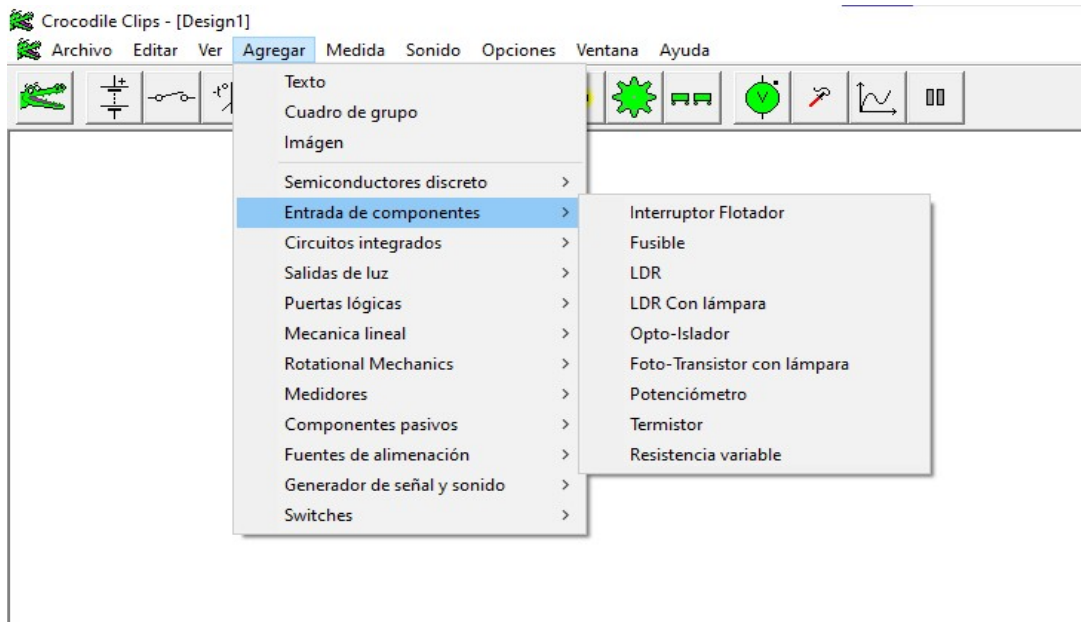 Crocodile Clips - [Design1]
Archivo Editar Ver Agregar Medida Sonido Opciones Ventana Ayuda
Texto
Cuadro de grupo
Imágen
Semiconductores discreto
Entrada de componentes
Circuitos integrados
Salidas de luz
Puertas lógicas
Mecanica lineal
Rotational Mechanics
Medidores
Componentes pasivos
Fuentes de alimenación
Generador de señal y sonido
Switches
Interruptor Flotador
Fusible
LDR
LDR Con lámpara
Opto-Islador
Foto-Transistor con lámpara
Potenciómetro
Termistor
Resistencia variable